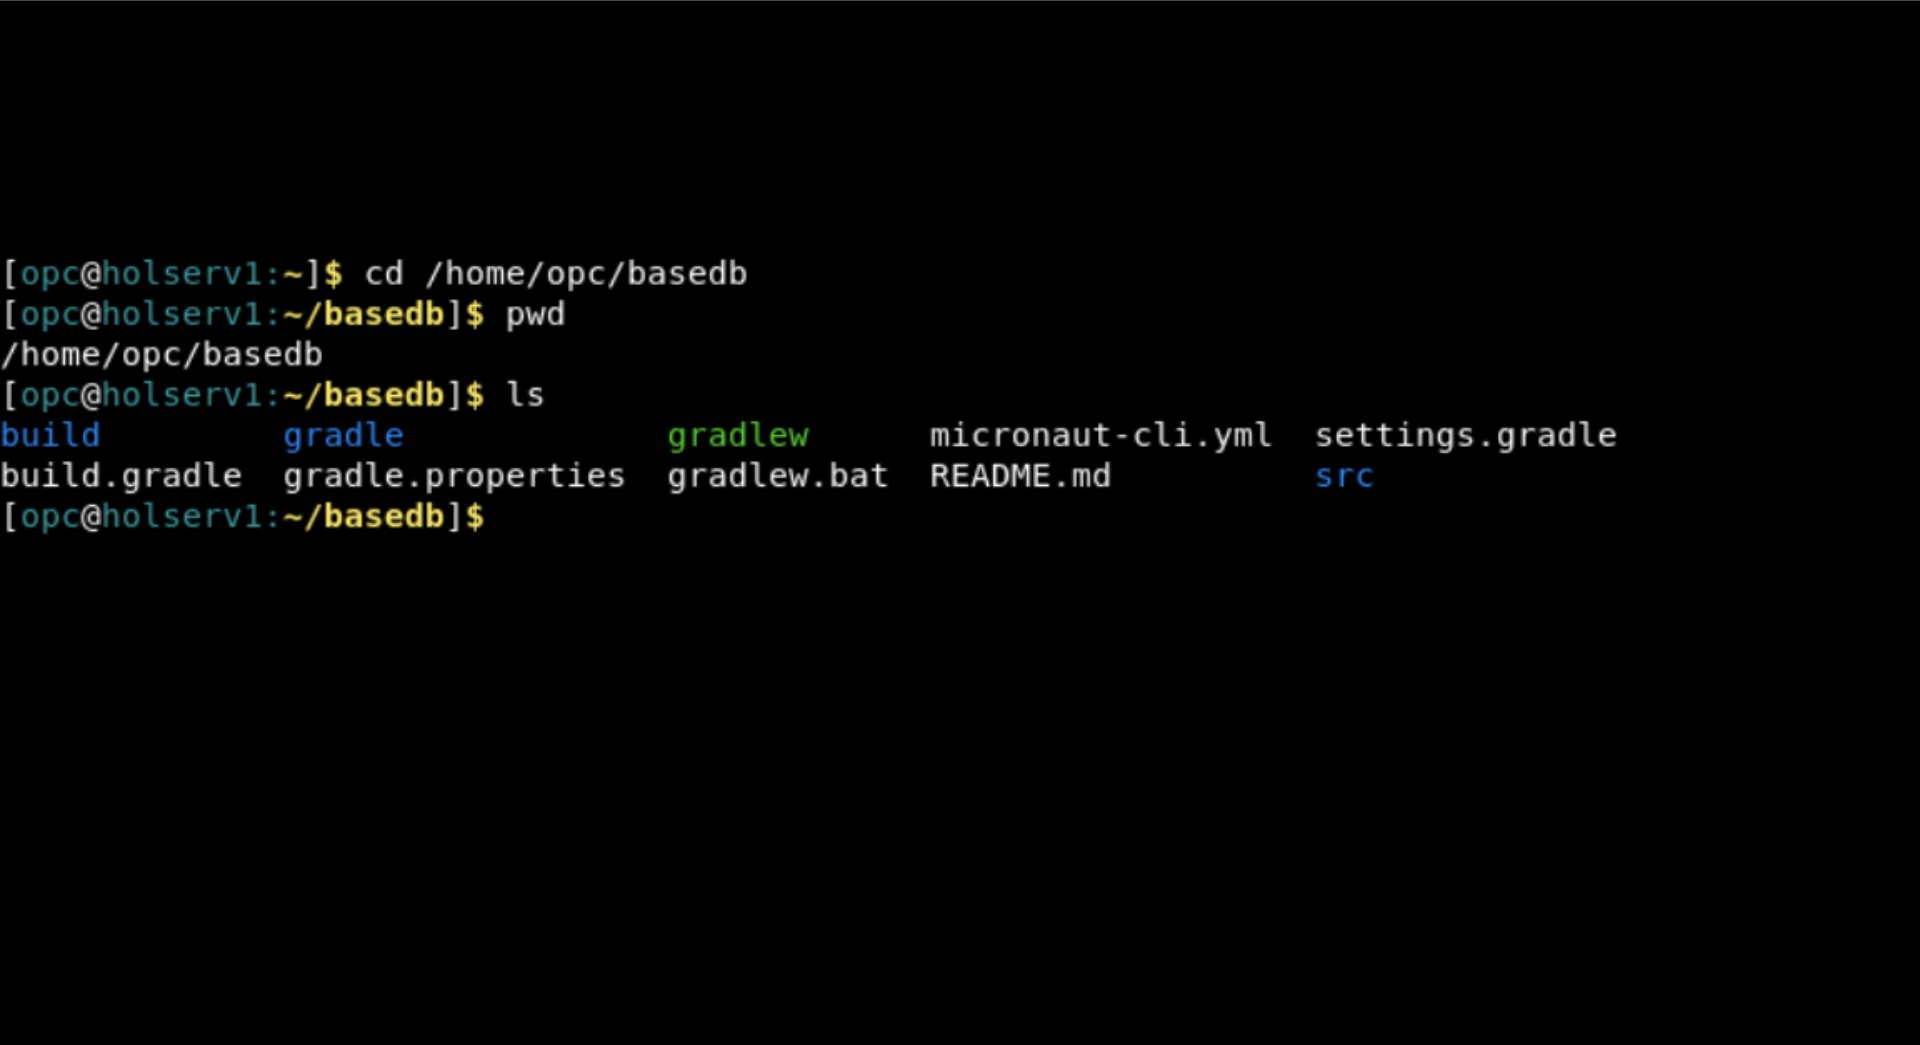 [opc@holserv1:~]$ cd /home/opc/basedb
[opc@holserv1:~/basedb]$ pwd
/home/opc/basedb
[opc@holserv1:~/basedb]$ ls
build         gradle             gradlew      micronaut-cli.yml  settings.gradle
build.gradle  gradle.properties  gradlew.bat  README.md          src
[opc@holserv1:~/basedb]$